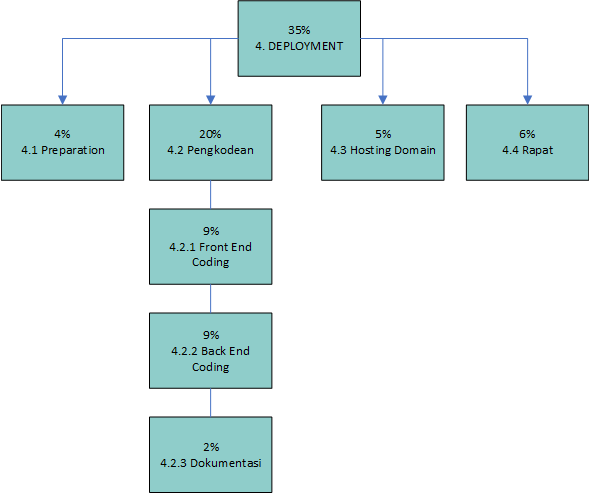 35%
4. DEPLOYMENT
4%
4.1 Preparation
20%
4.2 Pengkodean
5%
4.3 Hosting Domain
6%
4.4 Rapat
9%
4.2.1 Front End
Coding
9%
4.2.2 Back End
Coding
2%
4.2.3 Dokumentasi